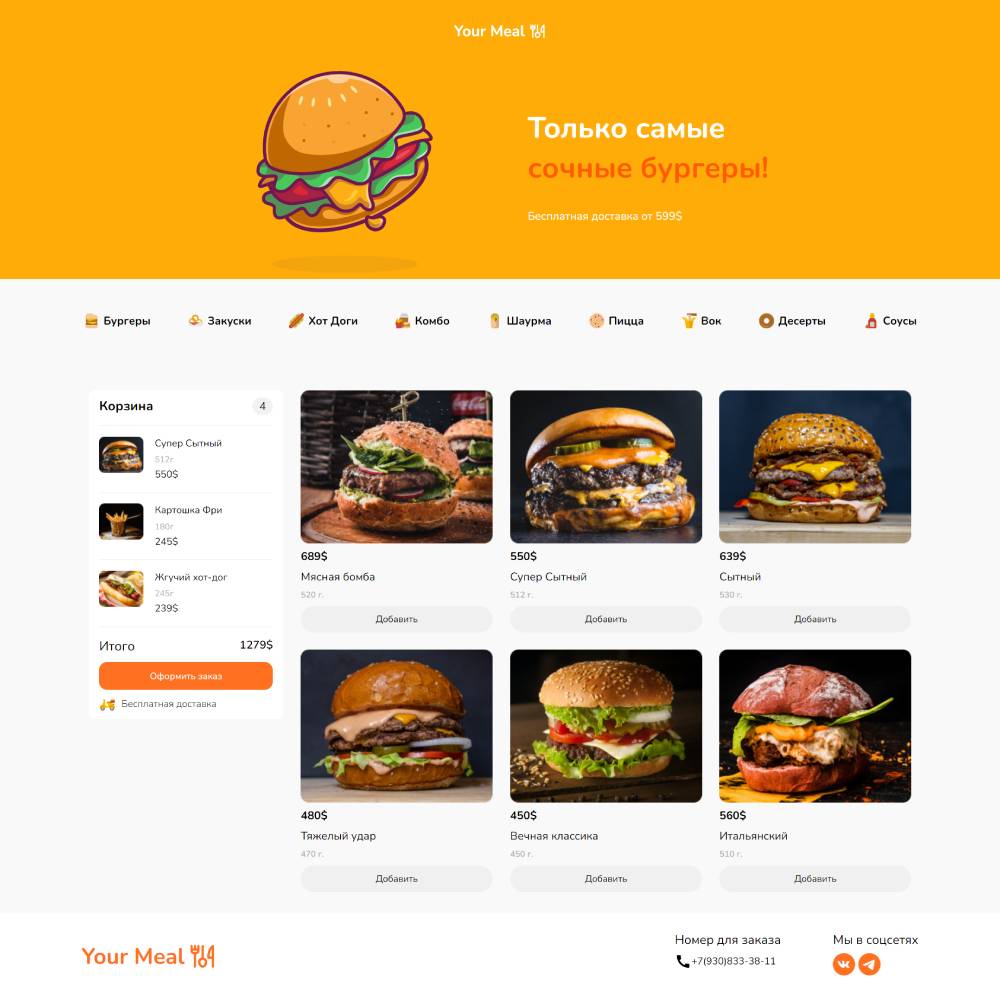 Your Meal
Только самые
сочные бургеры!
Бесплатная доставка от 599$
Бургеры
Закуски
Хот Доги
Комбо
Шаурма
Пицца
Вок
Десерты
Соусы
Корзина
4
Супер Сытный
512г
550$
Картошка Фри
180г
245$
Жгучий хот-дог
245г
239$
Итого
1279$
Оформить заказ
Бесплатная доставка
689$
Мясная бомба
520 г.
Добавить
550$
Супер Сытный
512 г.
Добавить
639$
Сытный
530 г.
Добавить
480$
Тяжелый удар
470 г.
Добавить
450$
Вечная классика
450 г.
Добавить
560$
Итальянский
510 г.
Добавить
Your Meal
Номер для заказа
+7(930)833-38-11
Мы в соцсетях